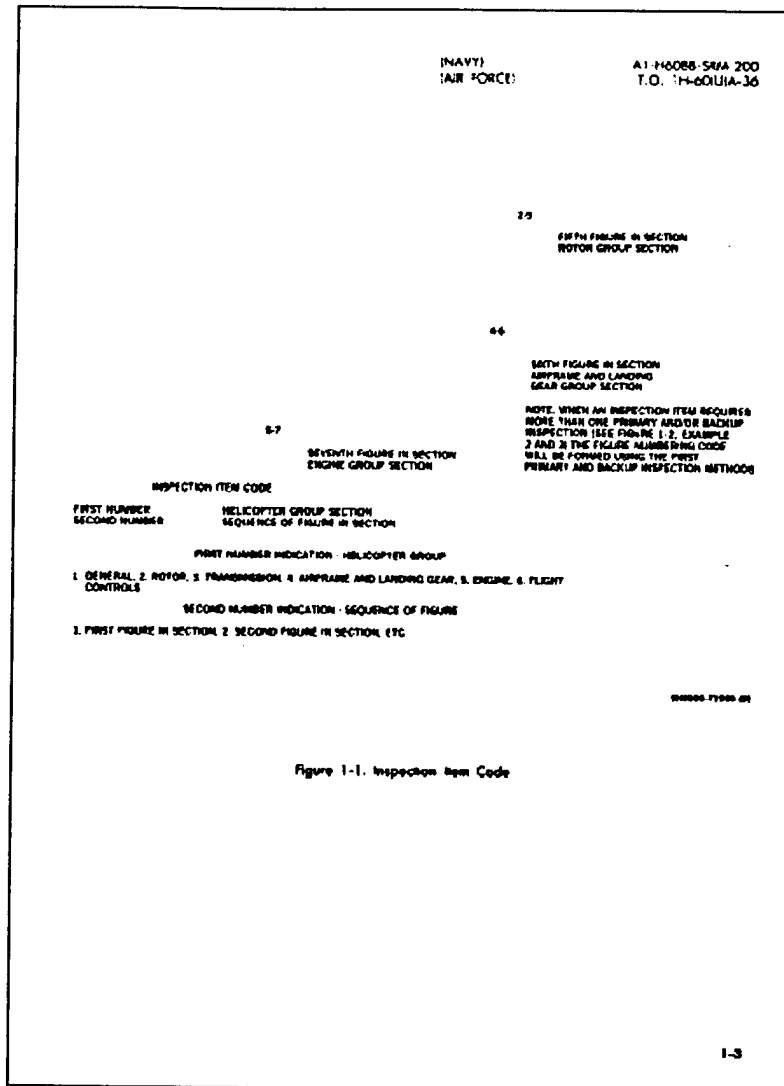 (NAVY) A1-H60BB-SRM-200
(AIR FORCE) T.O. 1H-60(U)A-36
2-5
FIFTH FIGURE IN SECTION
ROTOR GROUP SECTION
4-6
SIXTH FIGURE IN SECTION
AIRFRAME AND LANDING
GEAR GROUP SECTION
NOTE. WHEN AN INSPECTION ITEM REQUIRES
MORE THAN ONE PRIMARY AND/OR BACKUP
INSPECTION (SEE FIGURE 1-2, EXAMPLE
2 AND 3) THE FIGURE NUMBERING CODE
WILL BE FORMED USING THE FIRST
PRIMARY AND BACKUP INSPECTION METHODS
5-7
SEVENTH FIGURE IN SECTION
ENGINE GROUP SECTION
INSPECTION ITEM CODE
FIRST NUMBER HELICOPTER GROUP SECTION
SECOND NUMBER SEQUENCE OF FIGURE IN SECTION
FIRST NUMBER INDICATION - HELICOPTER GROUP
1. GENERAL, 2. ROTOR, 3. TRANSMISSION, 4. AIRFRAME AND LANDING GEAR, 5. ENGINE, 6. FLIGHT
CONTROLS
SECOND NUMBER INDICATION - SEQUENCE OF FIGURE
1. FIRST FIGURE IN SECTION, 2. SECOND FIGURE IN SECTION, ETC
Figure 1-1. Inspection Item Code
1-3